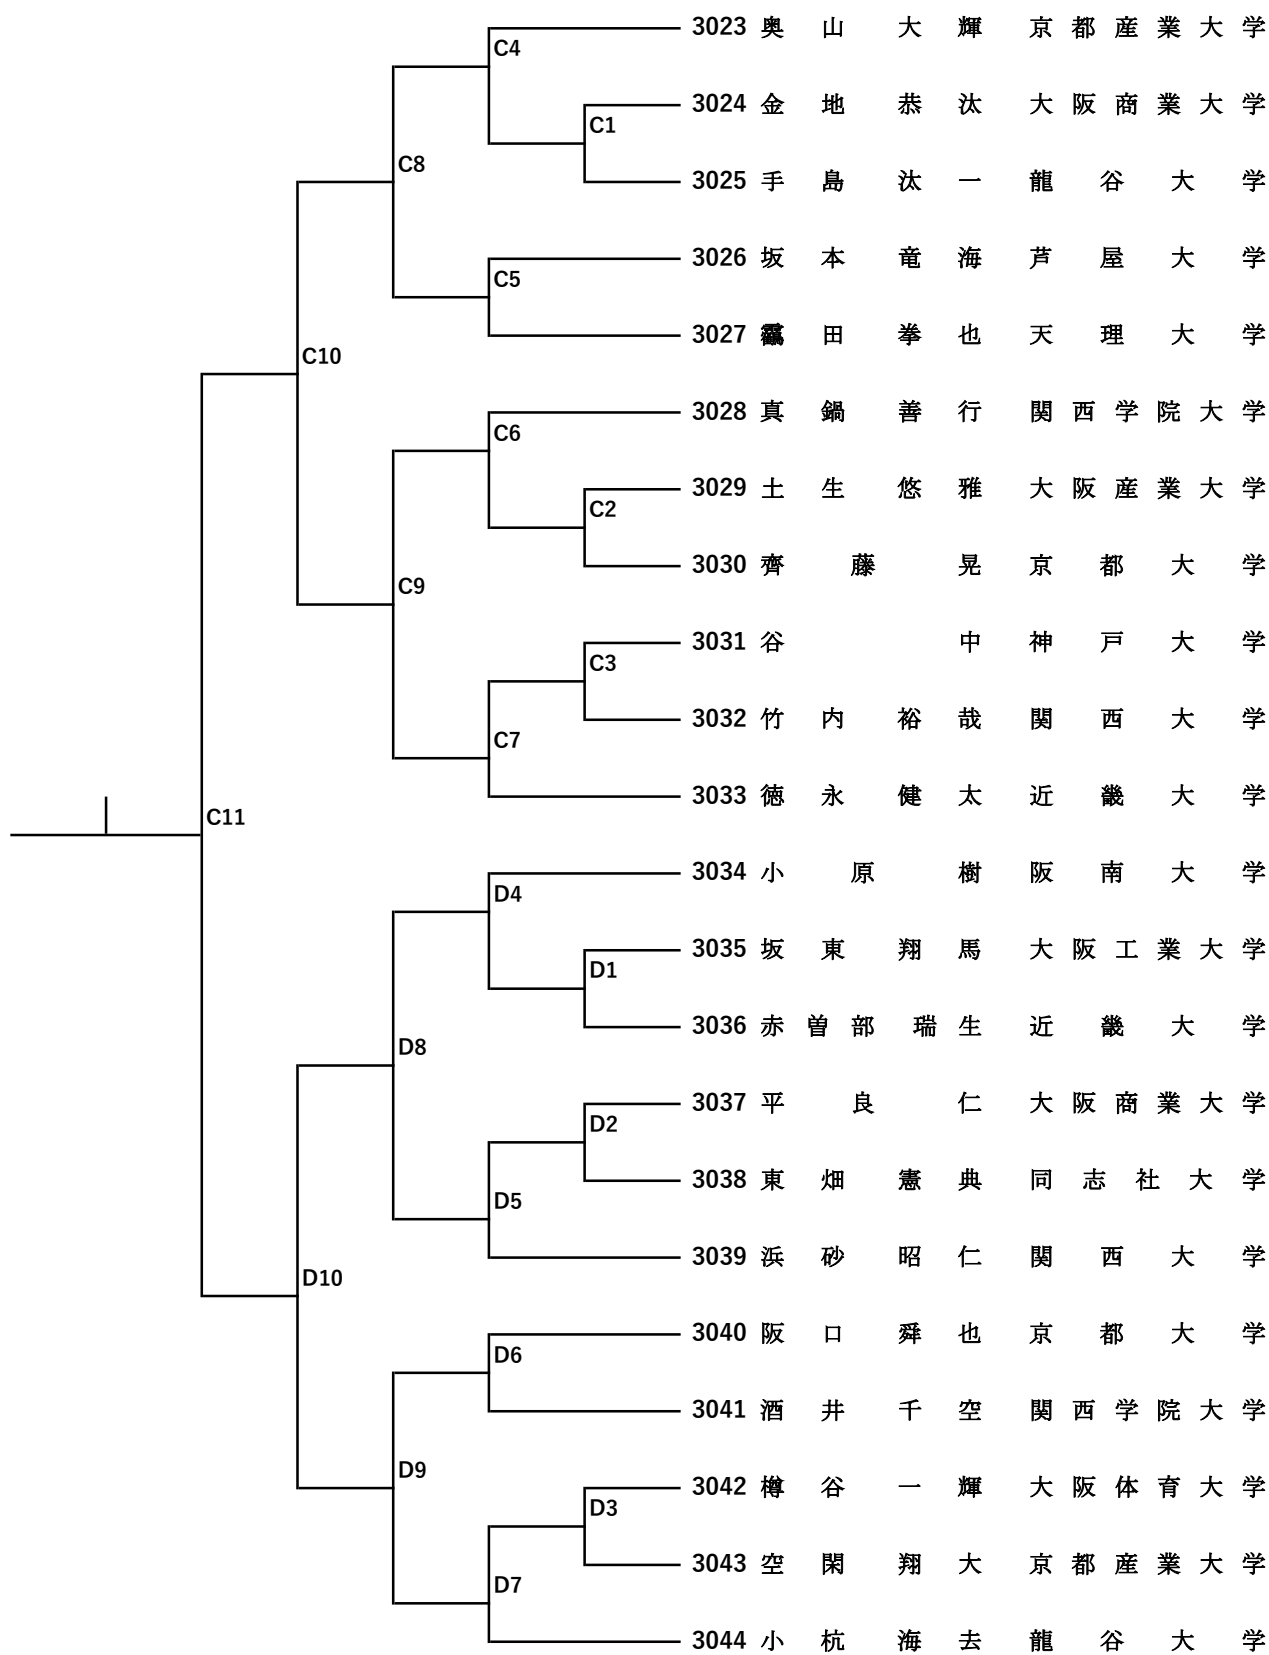 3023 奥山 大輝 京都産業大学
C4
3024 金地 恭汰 大阪商業大学
C1
C8
3025 手島 汰一 龍谷大学
3026 坂本 竜海 芦屋大学
C5
3027 田 拳也 天理大学
C10
3028 真鍋 善行 関西学院大学
C6
3029 土生 悠雅 大阪産業大学
C2
3030 齊藤 晃 京都大学
C9
3031 谷 中 神戸大学
C3
3032 竹内 裕哉 関西大学
C7
3033 徳永 健太 近畿大学
C11
3034 小原 樹 阪南大学
D4
3035 坂東 翔馬 大阪工業大学
D1
3036 赤曽部 瑞生 近畿大学
D8
3037 平良 仁 大阪商業大学
D2
3038 東畑 憲典 同志社大学
D5
3039 浜砂 昭仁 関西大学
D10
3040 阪口 舜也 京都大学
D6
3041 酒井 千空 関西学院大学
D9
3042 樽谷 一輝 大阪体育大学
D3
3043 空閑 翔大 京都産業大学
D7
3044 小杭 海去 龍谷大学